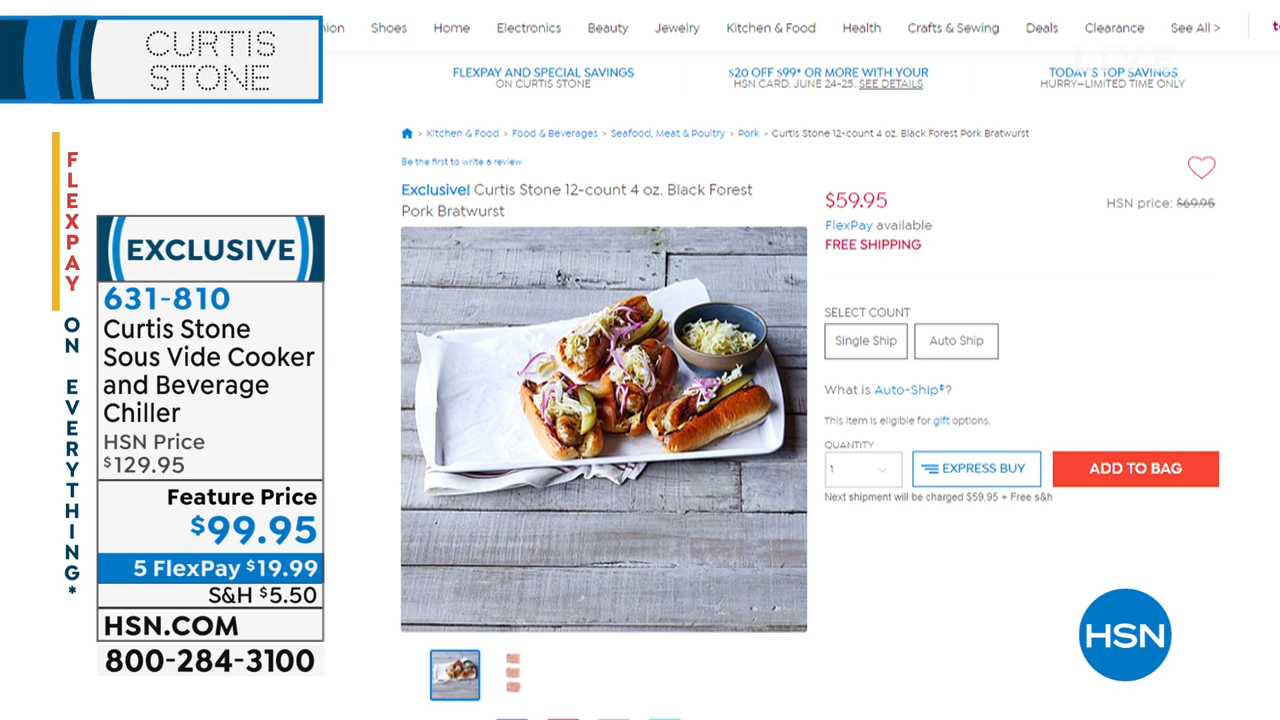 CURTIS
STONE
FLEXPAY ON EVERYTHING*
EXCLUSIVE
631-810
Curtis Stone
Sous Vide Cooker
and Beverage
Chiller
HSN Price
$129.95
Feature Price
$99.95
5 FlexPay $19.99
S&H $5.50
HSN.COM
800-284-3100
Shoes Home Electronics Beauty Jewelry Kitchen & Food Health Crafts & Sewing Deals Clearance See All >
LIVE
FLEXPAY AND SPECIAL SAVINGS
ON CURTIS STONE
$20 OFF $99* OR MORE WITH YOUR
HSN CARD, JUNE 24-25. SEE DETAILS
TODAY'S TOP SAVINGS
HURRY—LIMITED TIME ONLY
> Kitchen & Food > Food & Beverages > Seafood, Meat & Poultry > Pork > Curtis Stone 12-count 4 oz. Black Forest Pork Bratwurst
Be the first to write a review
Exclusive! Curtis Stone 12-count 4 oz. Black Forest
Pork Bratwurst
$59.95
HSN price: $69.95
FlexPay available
FREE SHIPPING
SELECT COUNT
Single Ship Auto Ship
What is Auto-Ship®?
This item is eligible for gift options.
QUANTITY
1
EXPRESS BUY
ADD TO BAG
Next shipment will be charged $59.95 + Free s&h
HSN